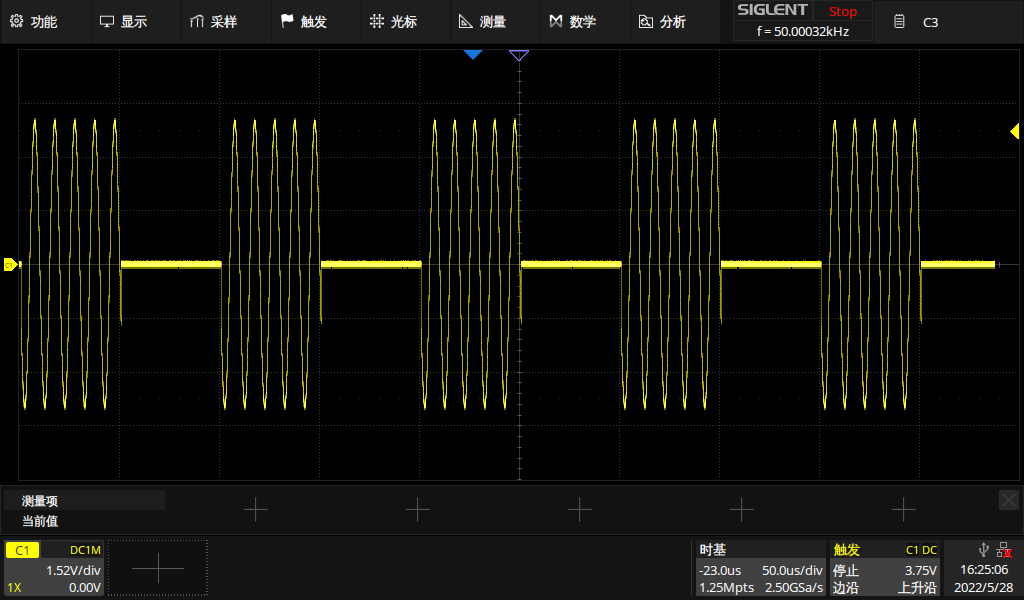 功能 显示 采样 触发 光标 测量 数学 分析 SIGLENT Stop C3
f = 50.00032kHz
C1
测量项
当前值
C1 DC1M
1.52V/div
1X 0.00V
时基
-23.0us 50.0us/div
1.25Mpts 2.50GSa/s
触发 C1 DC
停止 3.75V
边沿 上升沿
16:25:06
2022/5/28